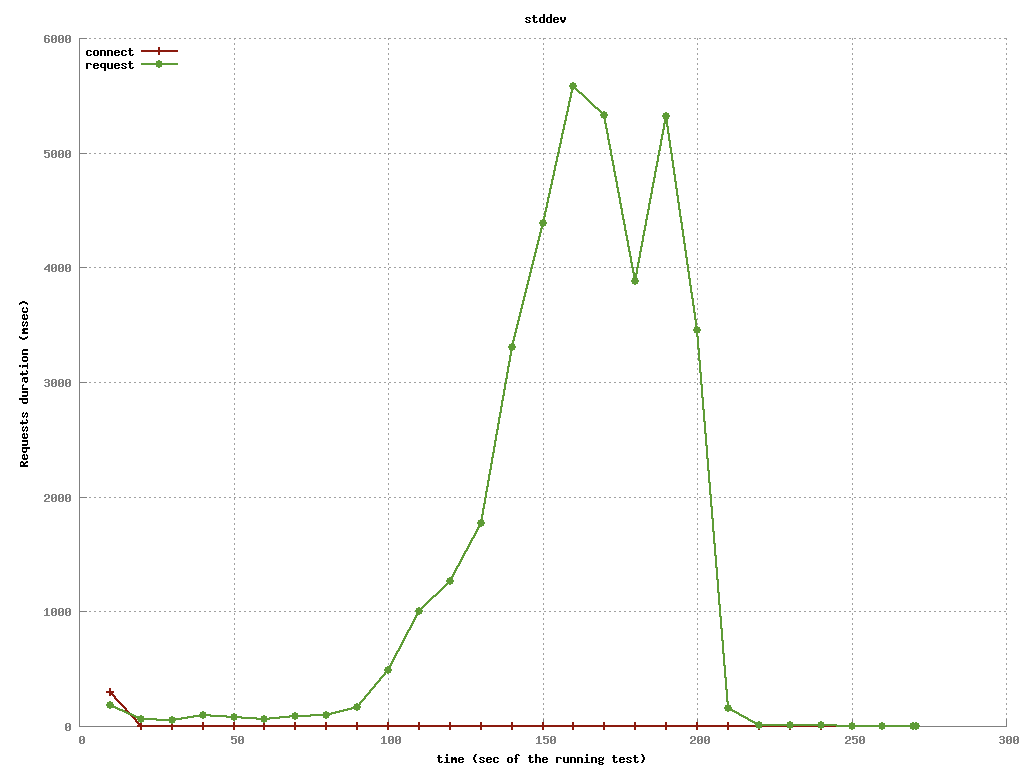 stddev
6000
connect
request
5000
4000
3000
Requests duration (msec)
2000
1000
0
0 50 100 150 200 250 300
time (sec of the running test)